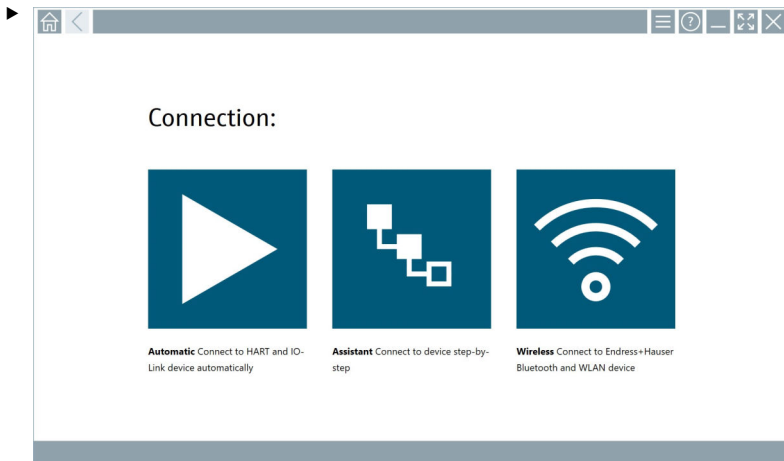 Connection:
Automatic Connect to HART and IO-
Link device automatically
Assistant Connect to device step-by-
step
Wireless Connect to Endress+Hauser
Bluetooth and WLAN device